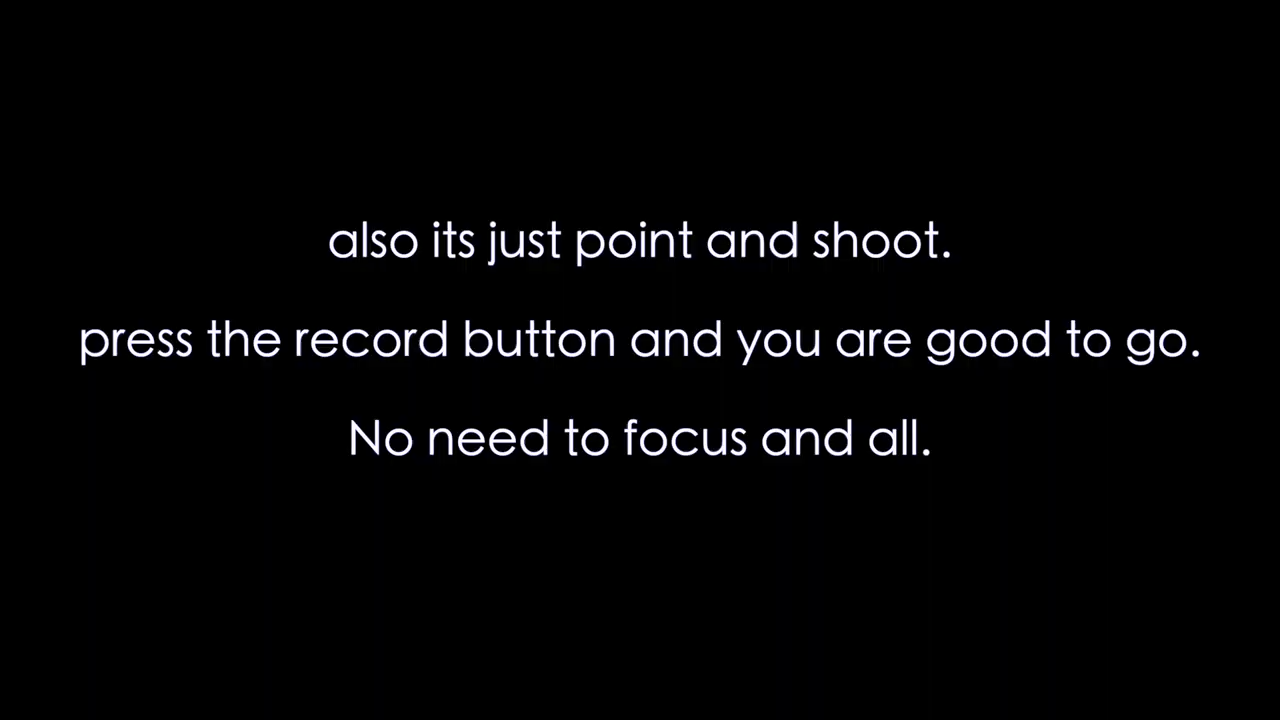 also its just point and shoot.
press the record button and you are good to go.
No need to focus and all.